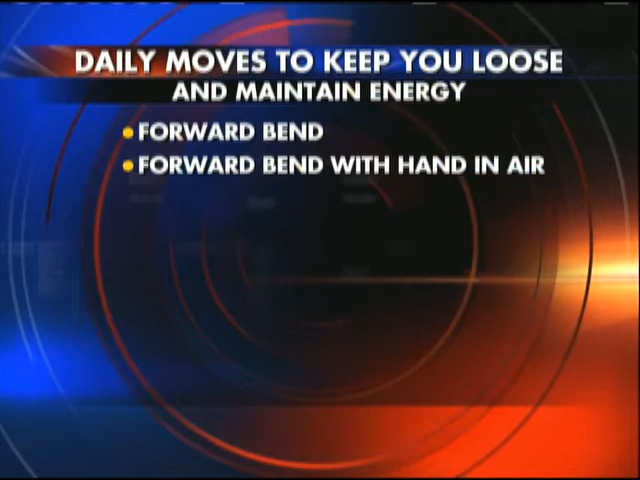 DAILY MOVES TO KEEP YOU LOOSE
AND MAINTAIN ENERGY
FORWARD BEND
FORWARD BEND WITH HAND IN AIR